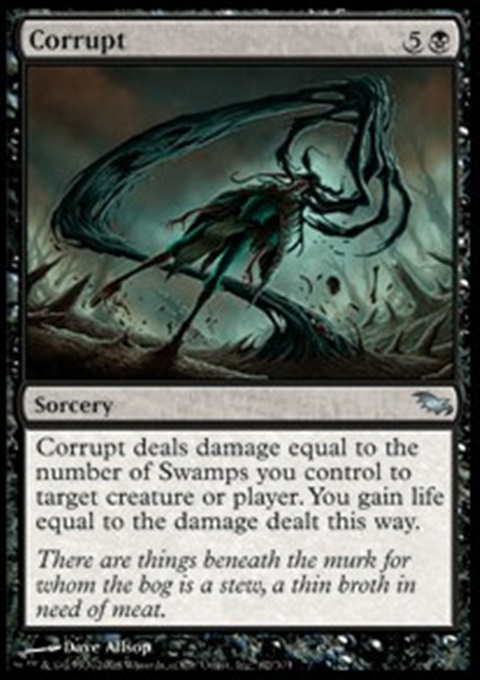 Corrupt 5
Sorcery
Corrupt deals damage equal to the
number of Swamps you control to
target creature or player. You gain life
equal to the damage dealt this way.
There are things beneath the murk for
whom the bog is a stew, a thin broth in
need of meat.
Dave Allsop